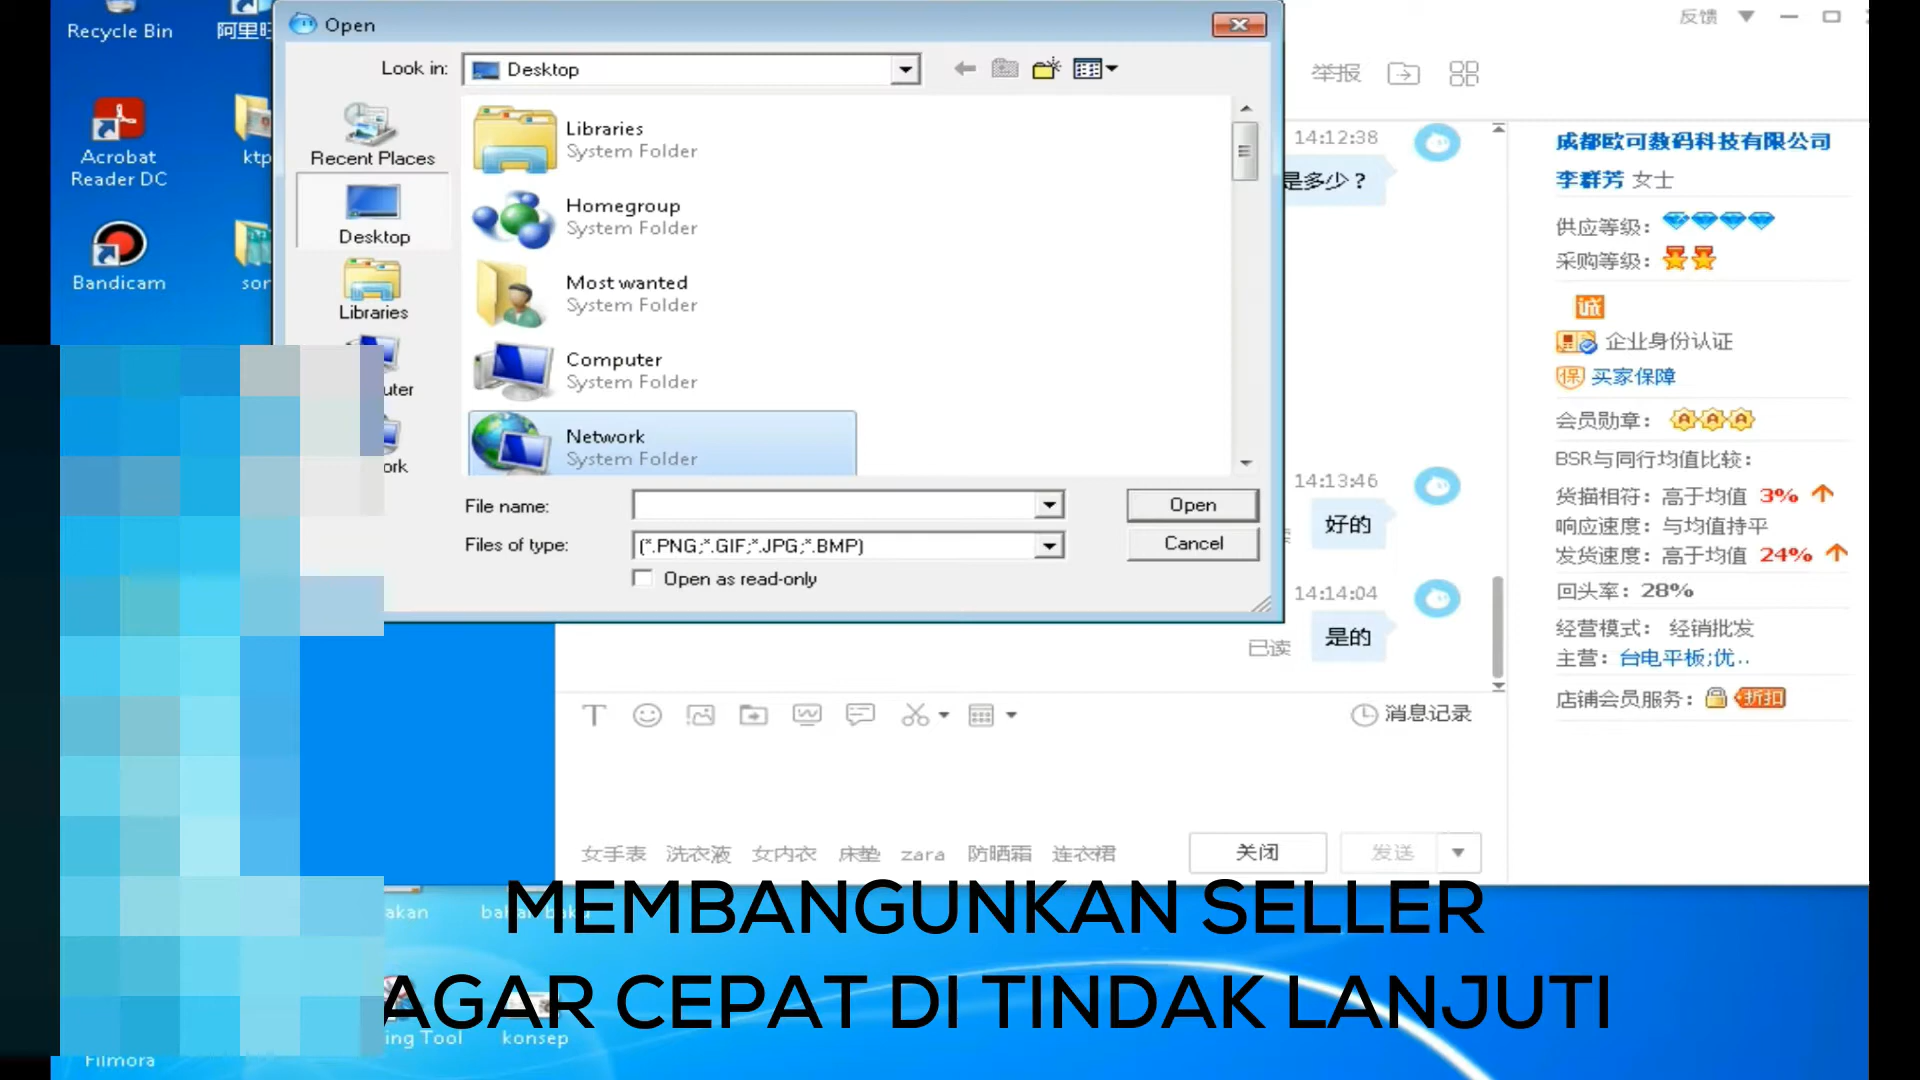 Recycle Bin
Acrobat
Reader DC
ktp
Bandicam
Open
Look in:
Desktop
Recent Places
Desktop
Libraries
uter
ork
Libraries
System Folder
Homegroup
System Folder
Most wanted
System Folder
Computer
System Folder
Network
System Folder
File name:
Open
Files of type:
(*.PNG;*.GIF;*.JPG;*.BMP)
Cancel
Open as read-only
反馈
举报
14:12:38
是多少？
14:13:46
好的
14:14:04
已读
是的
消息记录
女手表 洗衣液 女内衣 床垫 zara 防晒霜 连衣裙
关闭
发送
成都欧可数码科技有限公司
李群芳 女士
供应等级：
采购等级：
诚
企业身份认证
保 买家保障
会员勋章：
BSR与同行均值比较：
货描相符：高于均值 3%
响应速度：与均值持平
发货速度：高于均值 24%
回头率：28%
经营模式： 经销批发
主营：台电平板;优..
店铺会员服务： 折扣
akan
MEMBANGUNKAN SELLER
AGAR CEPAT DI TINDAK LANJUTI
ing Tool
konsep
Filmora